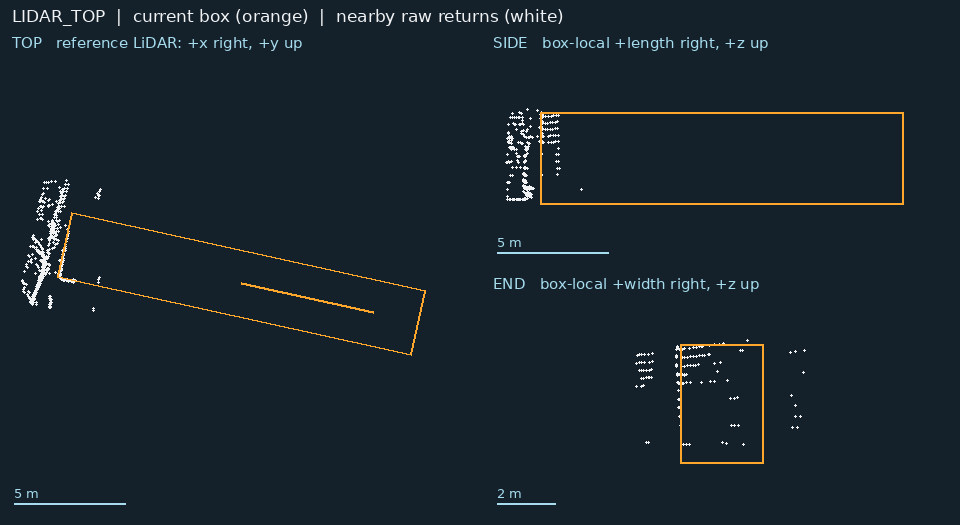 LIDAR_TOP | current box (orange) | nearby raw returns (white)
TOP reference LiDAR: +x right, +y up
SIDE box-local +length right, +z up
5 m
END box-local +width right, +z up
5 m
2 m